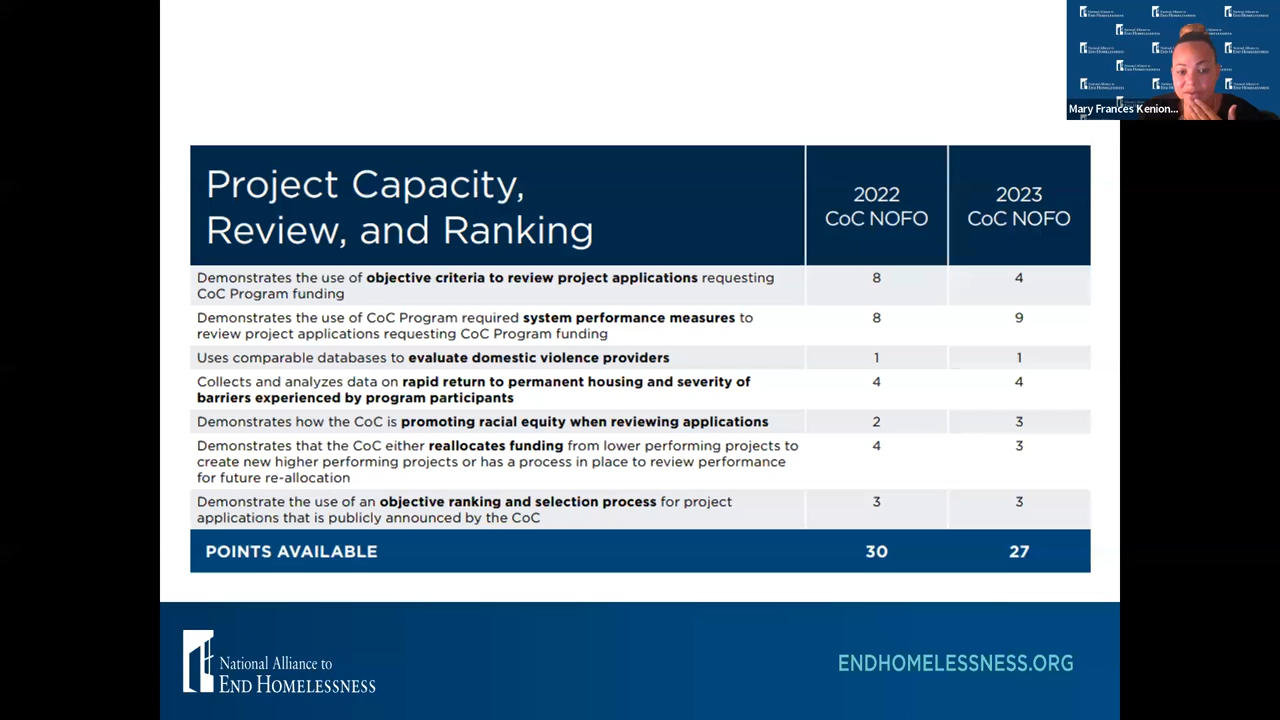 Mary Frances Kenion...
Project Capacity,
Review, and Ranking
2022
CoC NOFO
2023
CoC NOFO
Demonstrates the use of objective criteria to review project applications requesting
CoC Program funding
8
4
Demonstrates the use of CoC Program required system performance measures to
review project applications requesting CoC Program funding
8
9
Uses comparable databases to evaluate domestic violence providers
1
1
Collects and analyzes data on rapid return to permanent housing and severity of
barriers experienced by program participants
4
4
Demonstrates how the CoC is promoting racial equity when reviewing applications
2
3
Demonstrates that the CoC either reallocates funding from lower performing projects to
create new higher performing projects or has a process in place to review performance
for future re-allocation
4
3
Demonstrate the use of an objective ranking and selection process for project
applications that is publicly announced by the CoC
3
3
POINTS AVAILABLE
30
27
National Alliance to
END HOMELESSNESS
ENDHOMELESSNESS.ORG